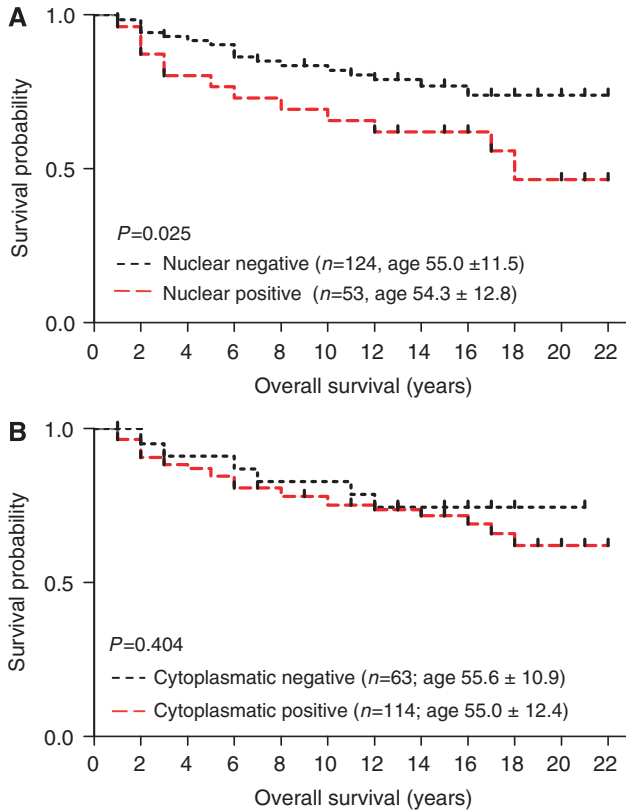 A
Survival probability
1.0
0.5
0.0
P=0.025
Nuclear negative (n=124, age 55.0 ±11.5)
Nuclear positive (n=53, age 54.3 ± 12.8)
0 2 4 6 8 10 12 14 16 18 20 22
Overall survival (years)
B
Survival probability
1.0
0.5
0.0
P=0.404
Cytoplasmatic negative (n=63; age 55.6 ± 10.9)
Cytoplasmatic positive (n=114; age 55.0 ± 12.4)
0 2 4 6 8 10 12 14 16 18 20 22
Overall survival (years)